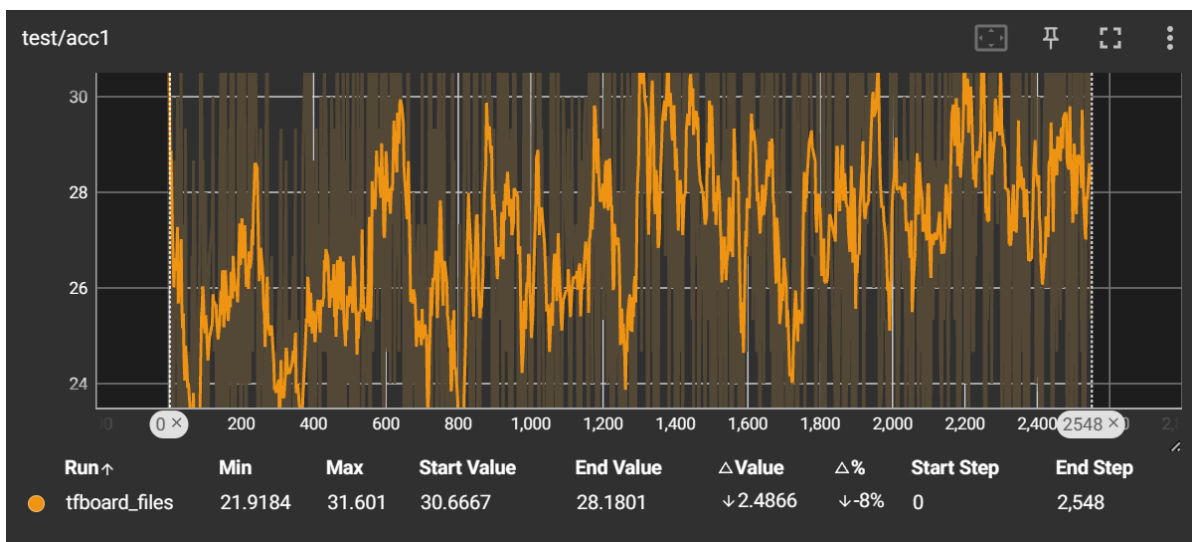 test/acc1
30
28
26
24
0 × 200 400 600 800 1,000 1,200 1,400 1,600 1,800 2,000 2,200 2,400 2548 ×
Run↑ Min Max Start Value End Value △Value △% Start Step End Step
tfboard_files 21.9184 31.601 30.6667 28.1801 ↓2.4866 ↓-8% 0 2,548